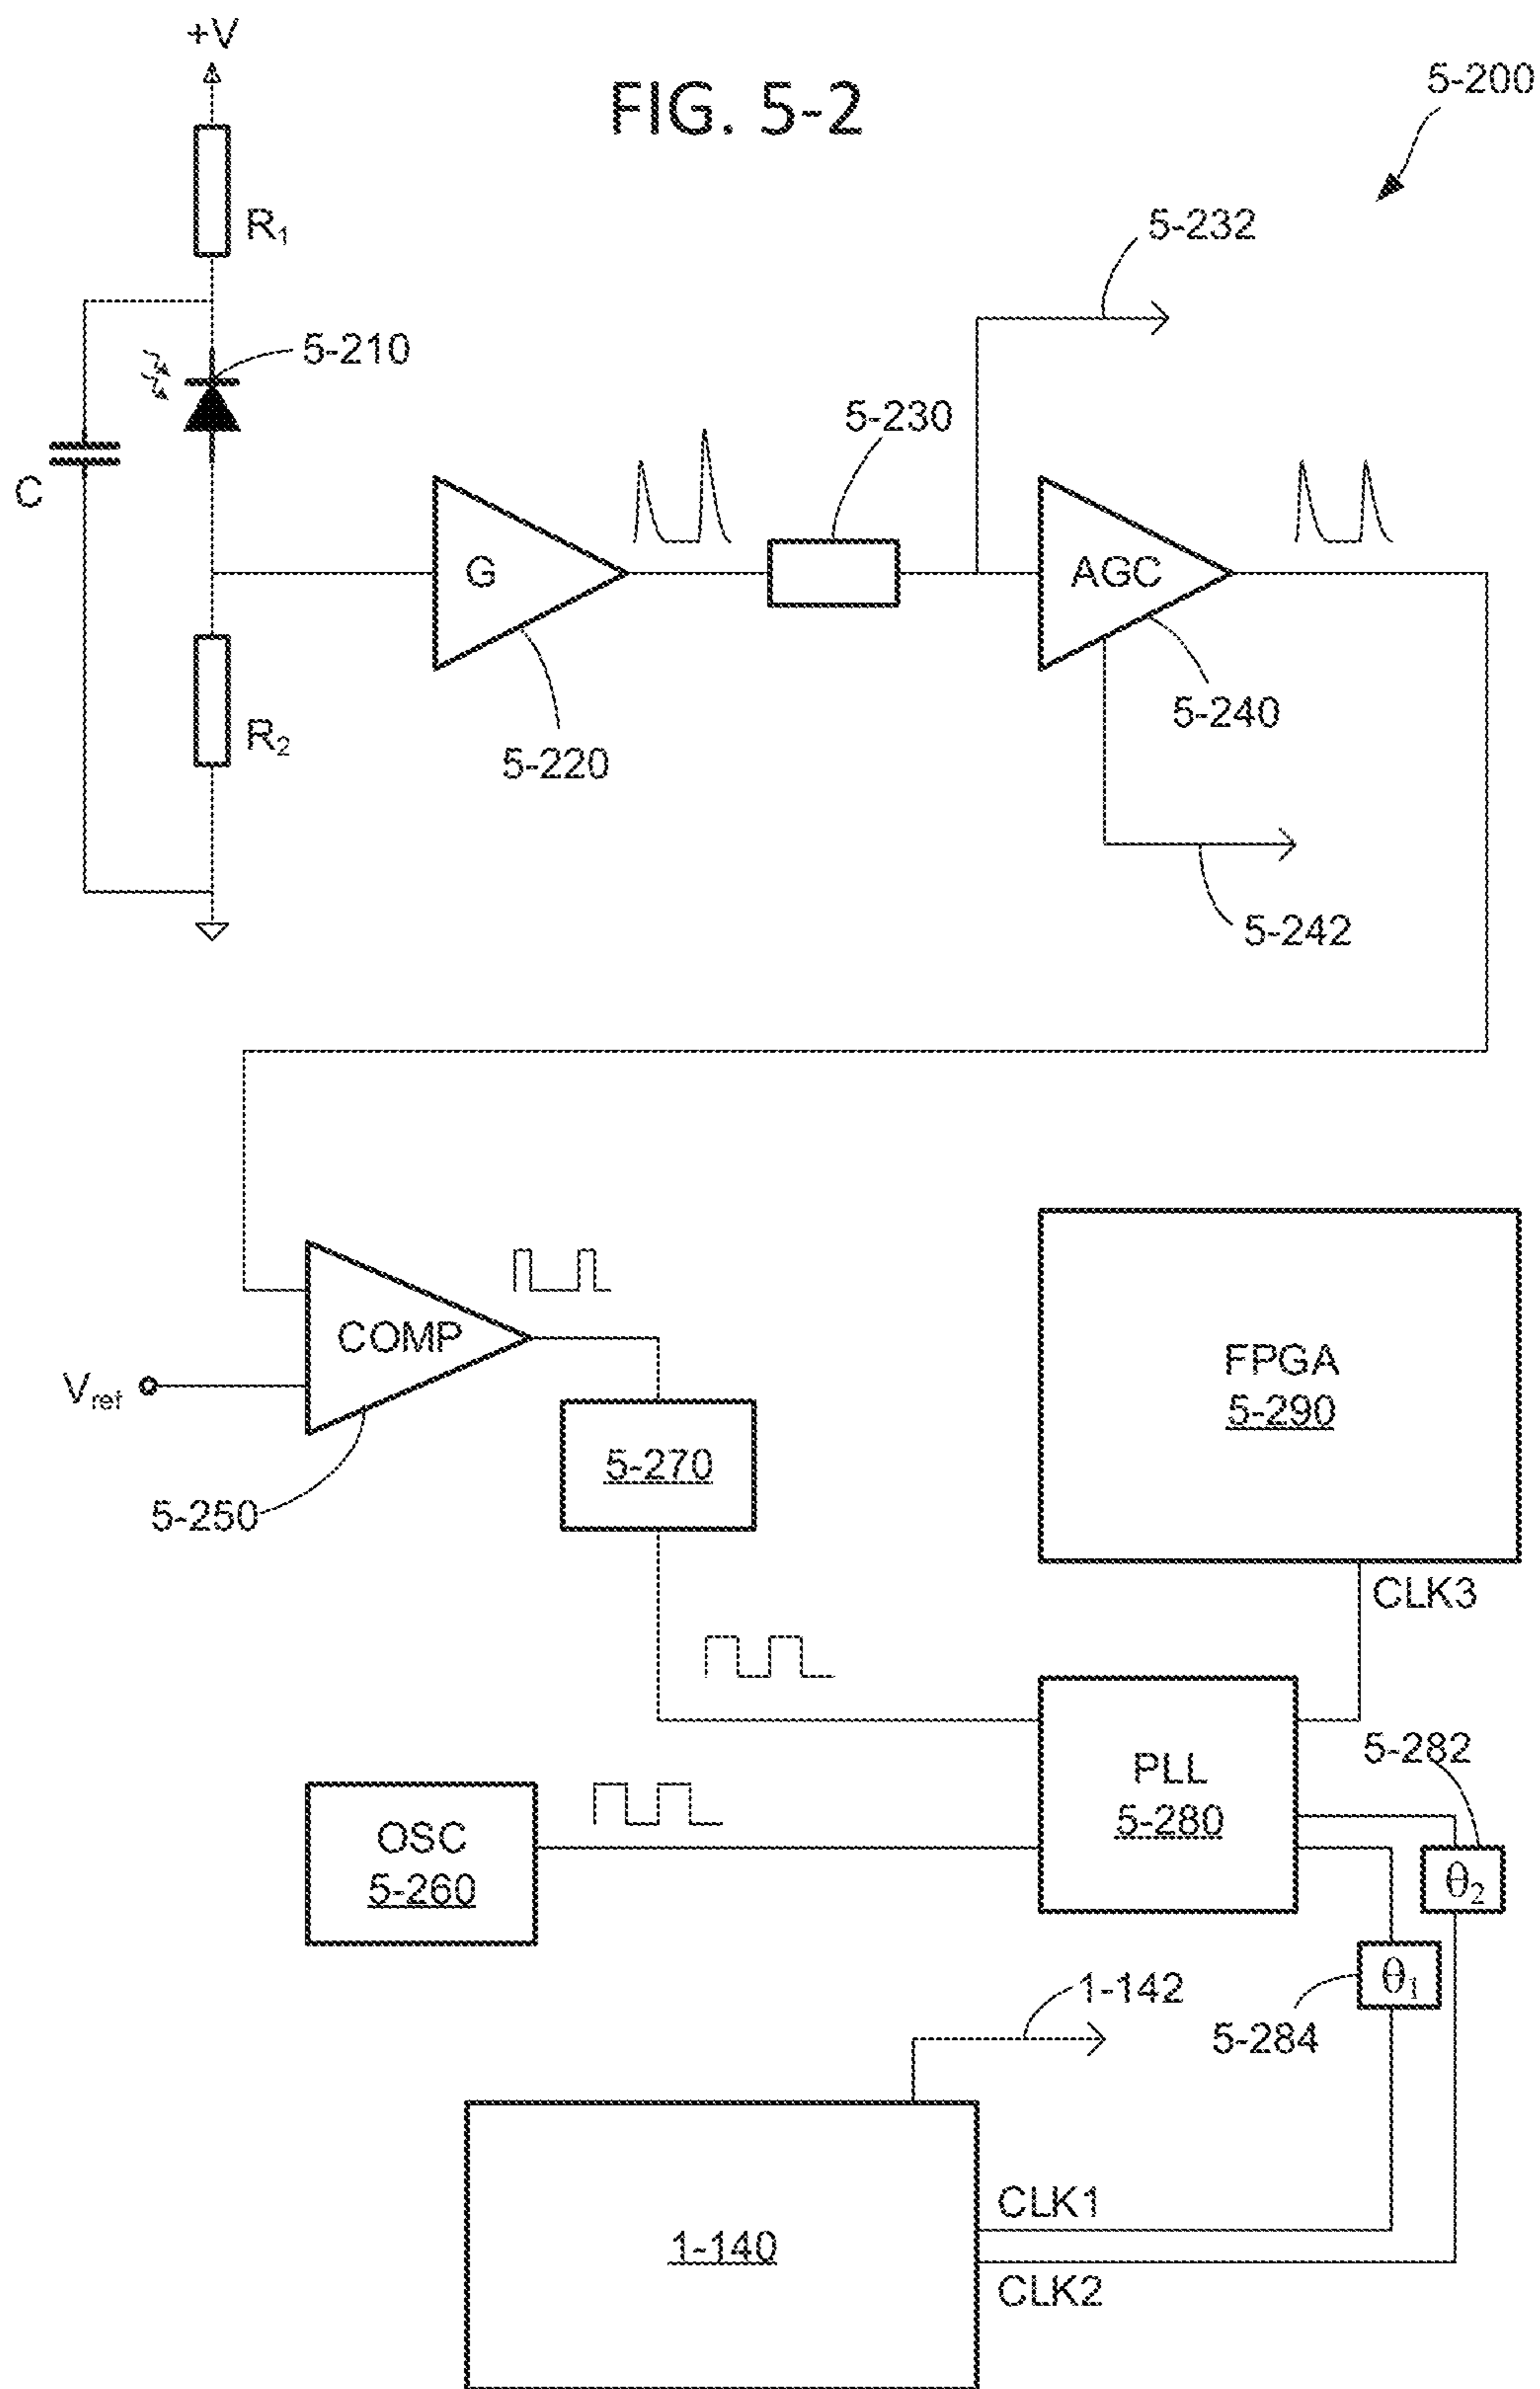 +V
FIG. 5-2
5-200
R1
5-232
5-210
5-230
C
G
AGC
5-240
R2
5-220
5-242
COMP
Vref
FPGA
5-290
5-270
5-250
CLK3
PLL
5-280
5-282
OSC
5-260
θ2
θ1
1-142
5-284
CLK1
1-140
CLK2